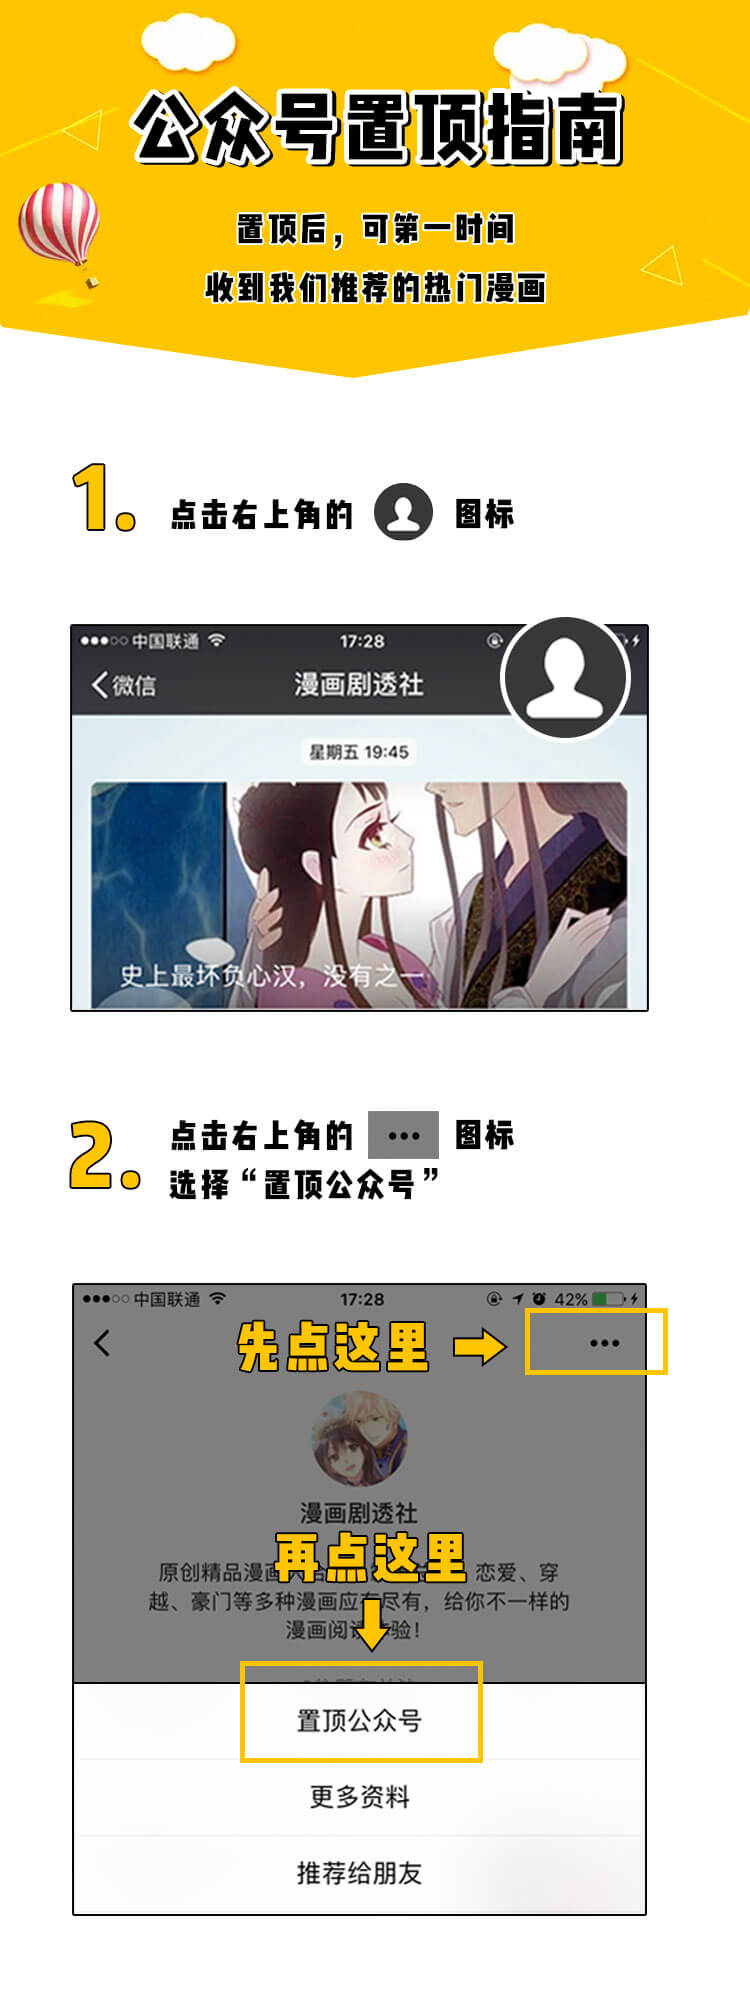 公众号置顶指南
置顶后，可第一时间
收到我们推荐的热门漫画
1. 点击右上角的 图标
中国联通 17:28
微信 漫画剧透社
星期五 19:45
史上最坏负心汉，没有之一
2. 点击右上角的 ••• 图标
选择“置顶公众号”
中国联通 17:28 42%
先点这里
漫画剧透社
再点这里
原创精品漫画 恋爱、穿
越、豪门等多种漫画应有尽有，给你不一样的
漫画阅读体验！
置顶公众号
更多资料
推荐给朋友